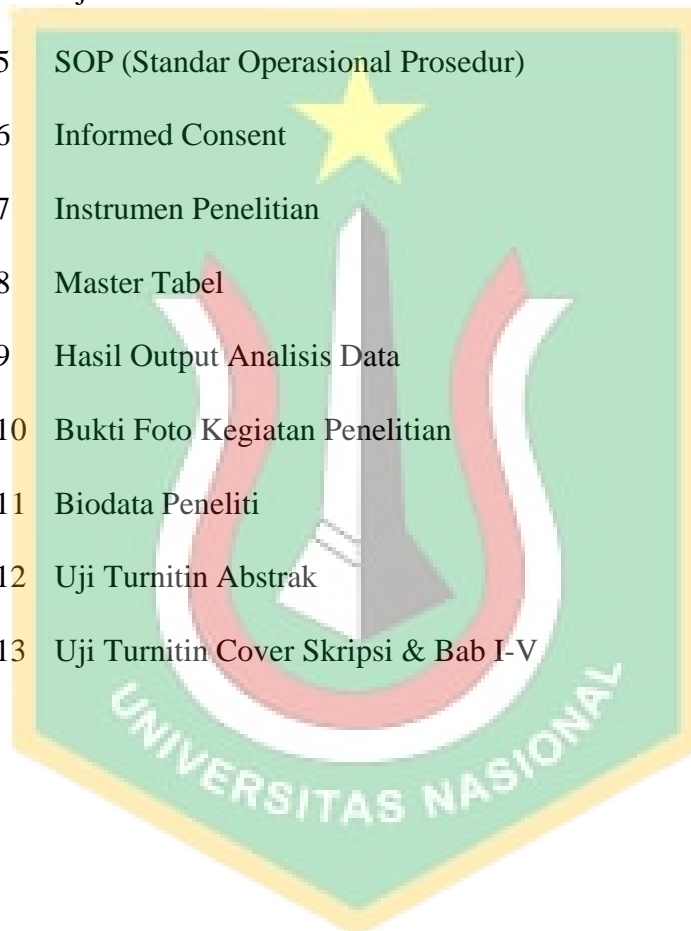 5 SOP (Standar Operasional Prosedur)
6 Informed Consent
7 Instrumen Penelitian
8 Master Tabel
9 Hasil Output Analisis Data
10 Bukti Foto Kegiatan Penelitian
11 Biodata Peneliti
12 Uji Turnitin Abstrak
13 Uji Turnitin Cover Skripsi & Bab I-V
UNIVERSITAS NASIONAL